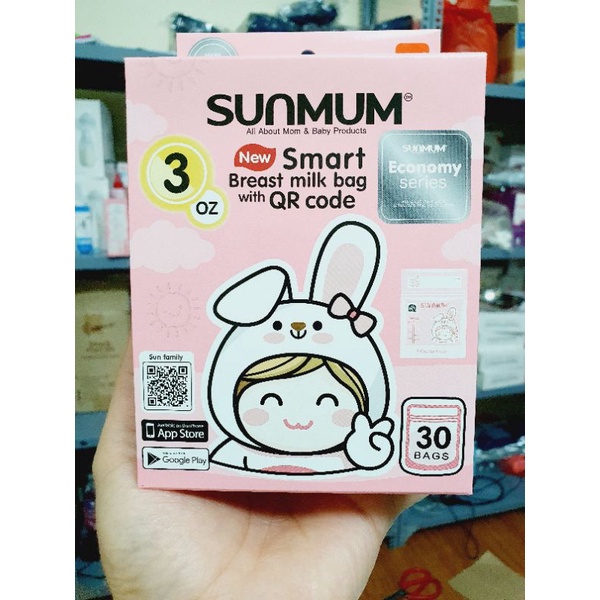 SUNMUM
All About Mom & Baby Products
3
OZ
New Smart
Breast milk bag
with QR code
SUNMUM
Economy
series
Sun family
App Store
Google Play
30
BAGS